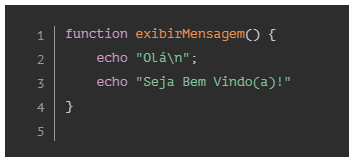 1 function exibirMensagem() {
2     echo "Olá\n";
3     echo "Seja Bem Vindo(a)!"
4 }
5